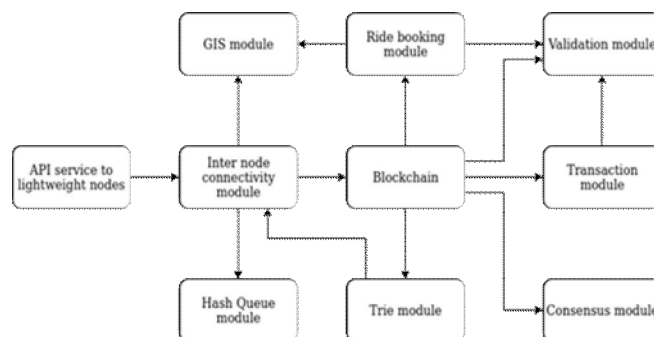 GIS module
Ride booking
module
Validation module
API service to
lightweight nodes
Inter node
connectivity
module
Blockchain
Transaction
module
Hash Queue
module
Trie module
Consensus module